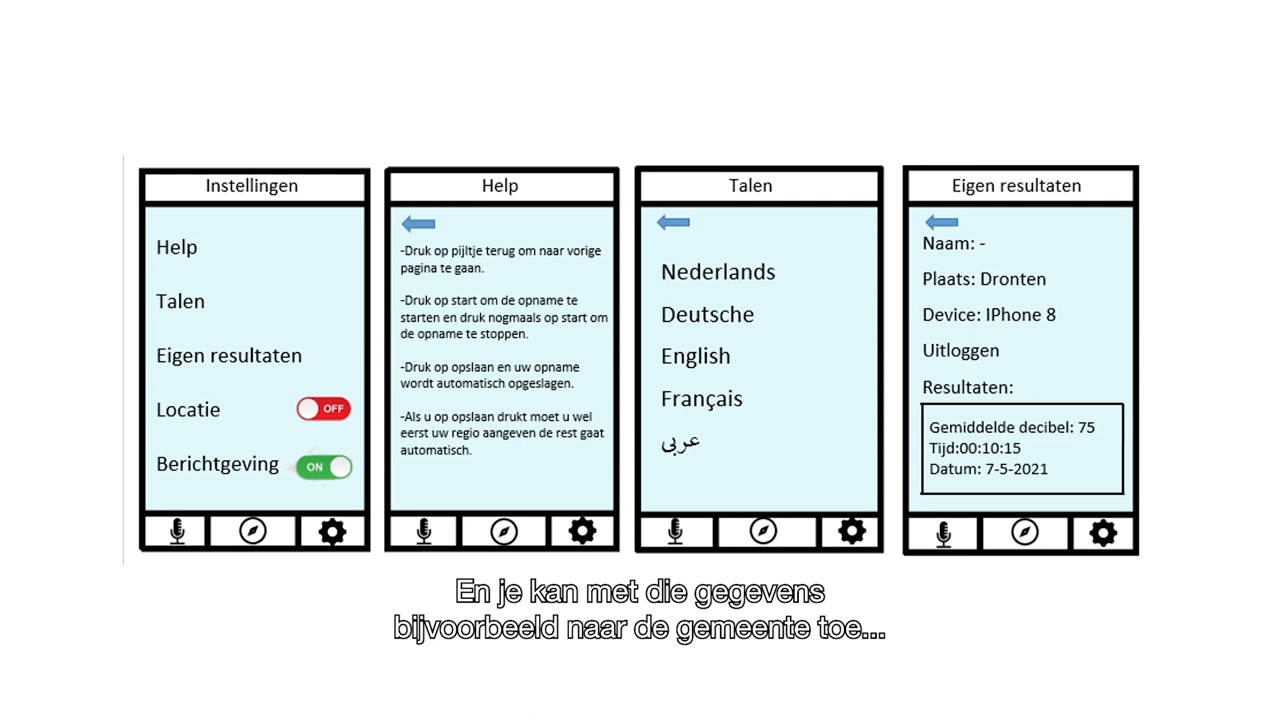 Instellingen
Help
Talen
Eigen resultaten
Locatie
OFF
Berichtgeving
ON
Help
-Druk op pijltje terug om naar vorige
pagina te gaan.
-Druk op start om de opname te
starten en druk nogmaals op start om
de opname te stoppen.
-Druk op opslaan en uw opname
wordt automatisch opgeslagen.
-Als u op opslaan drukt moet u wel
eerst uw regio aangeven de rest gaat
automatisch.
Talen
Nederlands
Deutsche
English
Français
عربى
Eigen resultaten
Naam: -
Plaats: Dronten
Device: IPhone 8
Uitloggen
Resultaten:
Gemiddelde decibel: 75
Tijd:00:10:15
Datum: 7-5-2021
En je kan met die gegevens
bijvoorbeeld naar de gemeente toe...